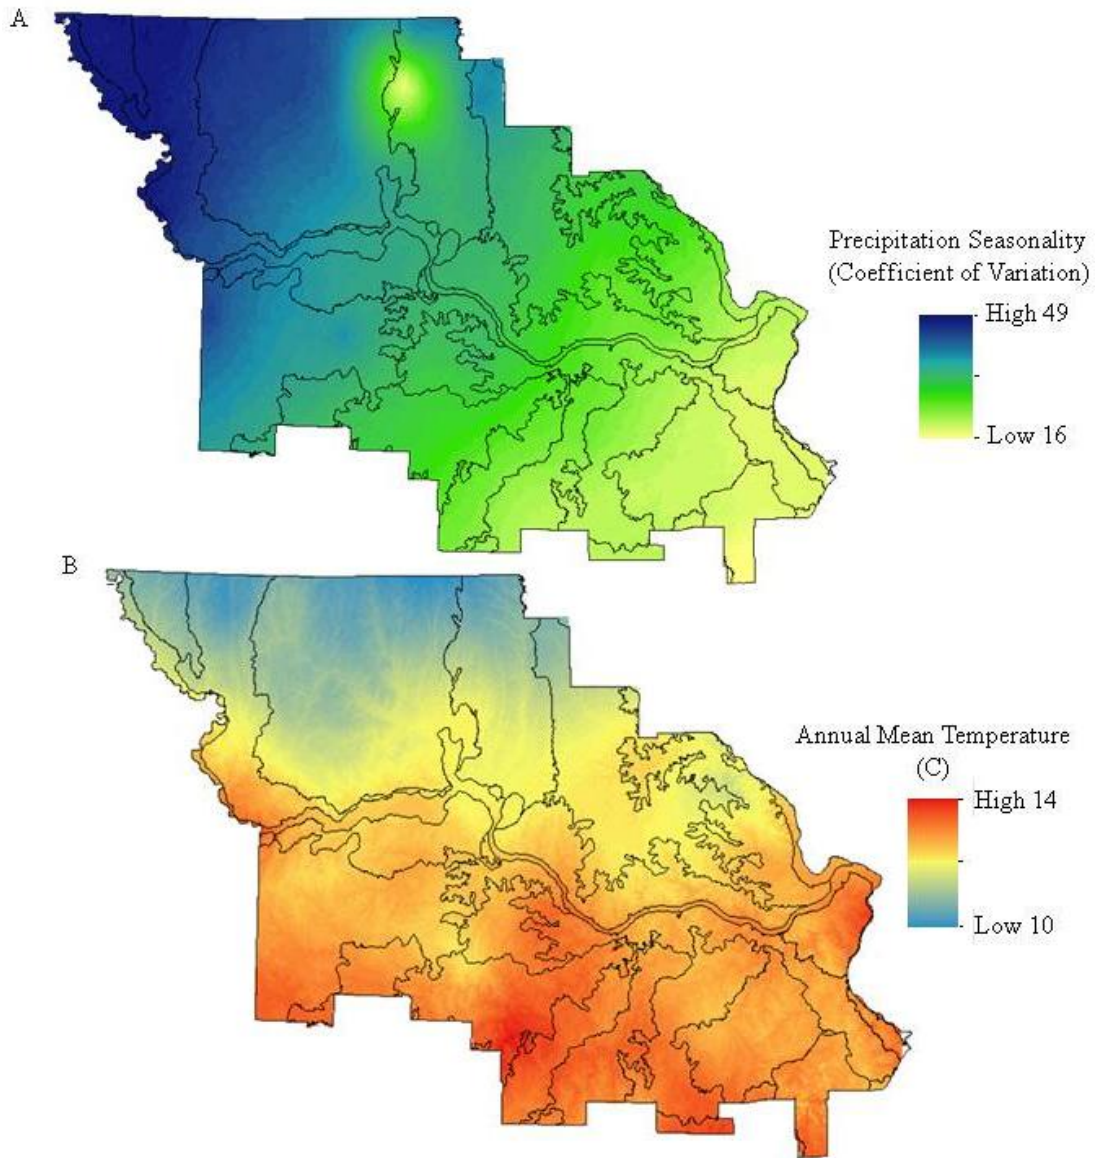 A
Precipitation Seasonality
(Coefficient of Variation)
High 49
Low 16
B
Annual Mean Temperature
(C)
High 14
Low 10